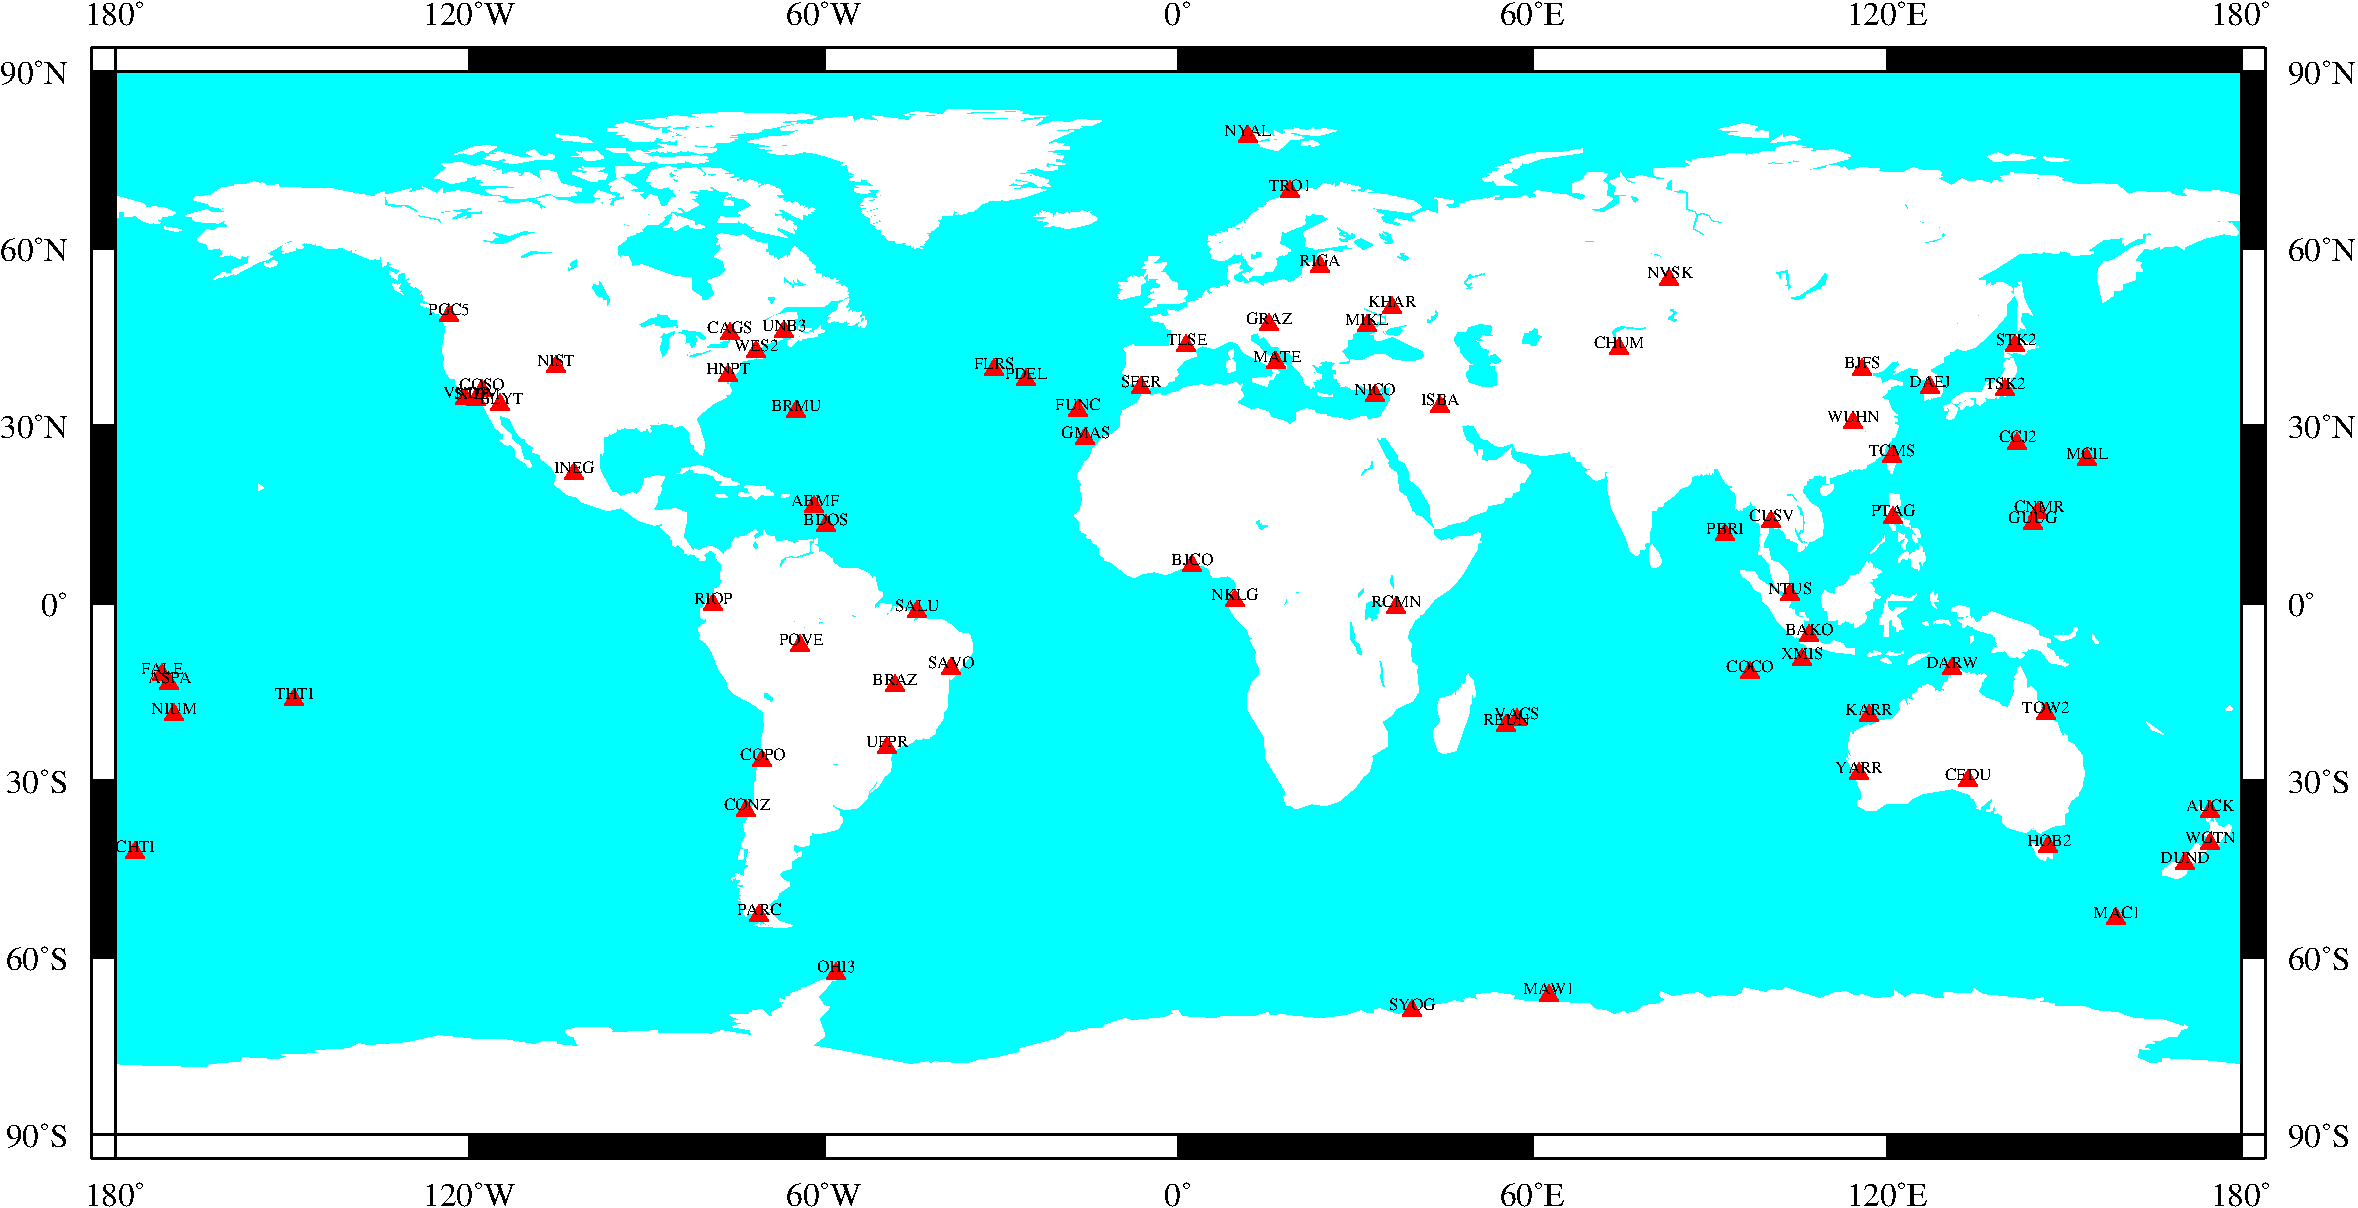 180° 120°W 60°W 0° 60°E 120°E 180°
90°N 90°N
NYAL
TRO1
60°N 60°N
RIGA
NVSK
KHAR
PGC5
GRAZ
MIKL
CAGS
UNB3
TLSE
STK2
CHUM
WES2
MATE
NIST
FLRS
BJFS
HNPT
PDEL
COSO
SFER
DAEJ
TSK2
NICO
BLYT
ISBA
BRMU
FUNC
WUHN
30°N 30°N
GMAS
CCJ2
TCMS
MCIL
INEG
ABMF
CNMR
PTAG
CUSV
GUUG
BDOS
PBRI
BJCO
NTUS
NKLG
RIOP
RCMN
0° 0°
SALU
BAKO
POVE
XMIS
SAVO
DARW
COCO
FALE
ASPA
BRAZ
THTI
NIUM
TOW2
KARR
VACS
REUN
UFPR
COPO
YARR
CEDU
30°S 30°S
CONZ
AUCK
WGTN
HOB2
CHTI
DUND
PARC
MAC1
60°S 60°S
OHI3
MAW1
SYOG
90°S 90°S
180° 120°W 60°W 0° 60°E 120°E 180°